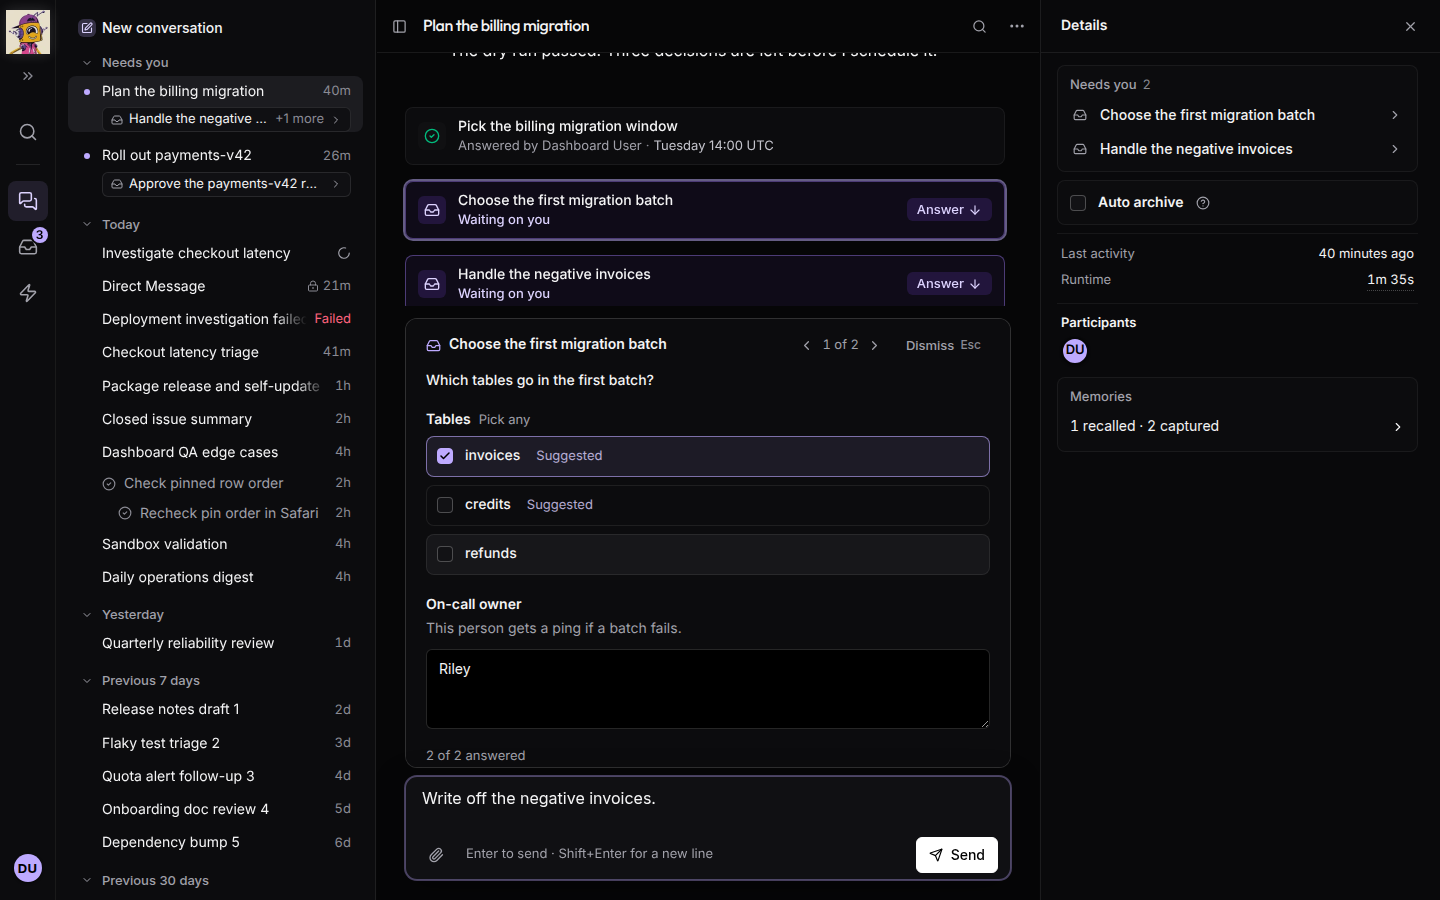 New conversation
Needs you
Plan the billing migration 40m
Handle the negative ... +1 more
Roll out payments-v42 26m
Approve the payments-v42 r...
Today
Investigate checkout latency
Direct Message 21m
Deployment investigation failed Failed
Checkout latency triage 41m
Package release and self-update 1h
Closed issue summary 2h
Dashboard QA edge cases 4h
Check pinned row order 2h
Recheck pin order in Safari 2h
Sandbox validation 4h
Daily operations digest 4h
Yesterday
Quarterly reliability review 1d
Previous 7 days
Release notes draft 1 2d
Flaky test triage 2 3d
Quota alert follow-up 3 4d
Onboarding doc review 4 5d
Dependency bump 5 6d
Previous 30 days
3
DU
Plan the billing migration
The dry run passed. Three decisions are left before I schedule it.
Pick the billing migration window
Answered by Dashboard User · Tuesday 14:00 UTC
Choose the first migration batch
Waiting on you
Answer
Handle the negative invoices
Waiting on you
Answer
Choose the first migration batch
1 of 2
Dismiss Esc
Which tables go in the first batch?
Tables Pick any
invoices Suggested
credits Suggested
refunds
On-call owner
This person gets a ping if a batch fails.
Riley
2 of 2 answered
Write off the negative invoices.
Enter to send · Shift+Enter for a new line
Send
Details
Needs you 2
Choose the first migration batch
Handle the negative invoices
Auto archive
Last activity 40 minutes ago
Runtime 1m 35s
Participants
DU
Memories
1 recalled · 2 captured